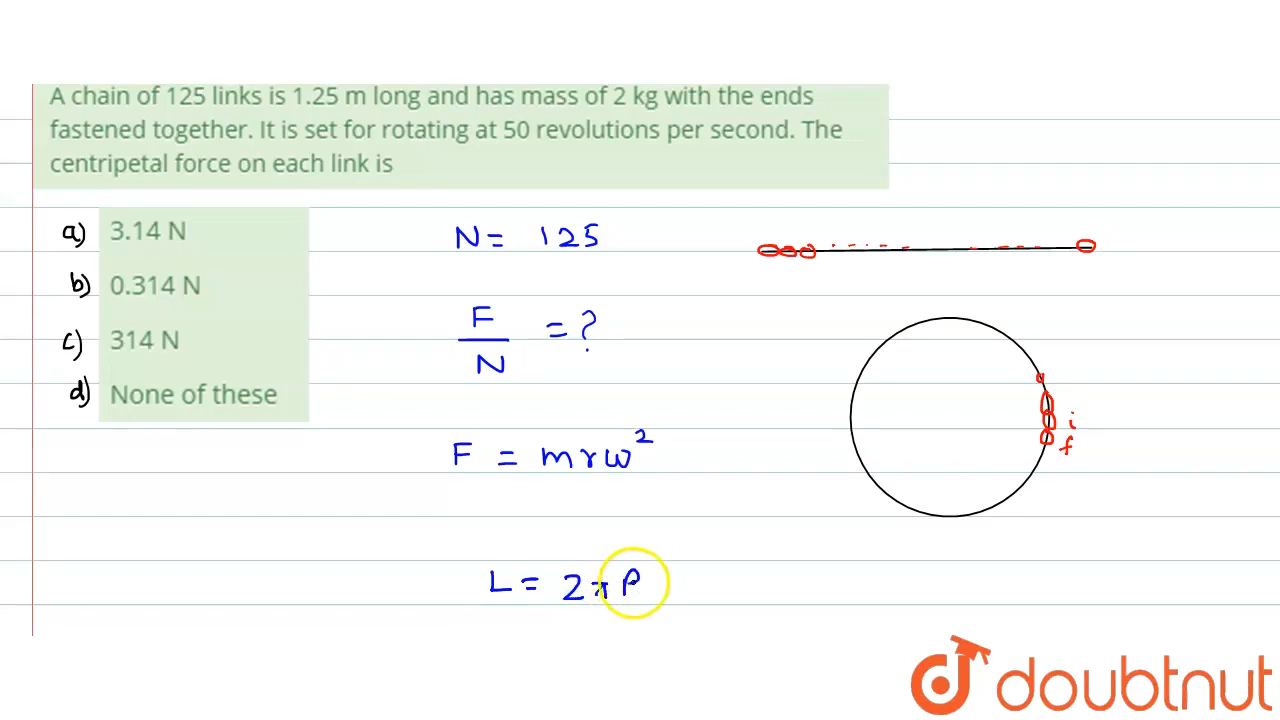 A chain of 125 links is 1.25 m long and has mass of 2 kg with the ends
fastened together. It is set for rotating at 50 revolutions per second. The
centripetal force on each link is
a) 3.14 N
b) 0.314 N
c) 314 N
d) None of these
N = 125
F/N = ?
F = mrω²
L = 2πR
i
f
doubtnut